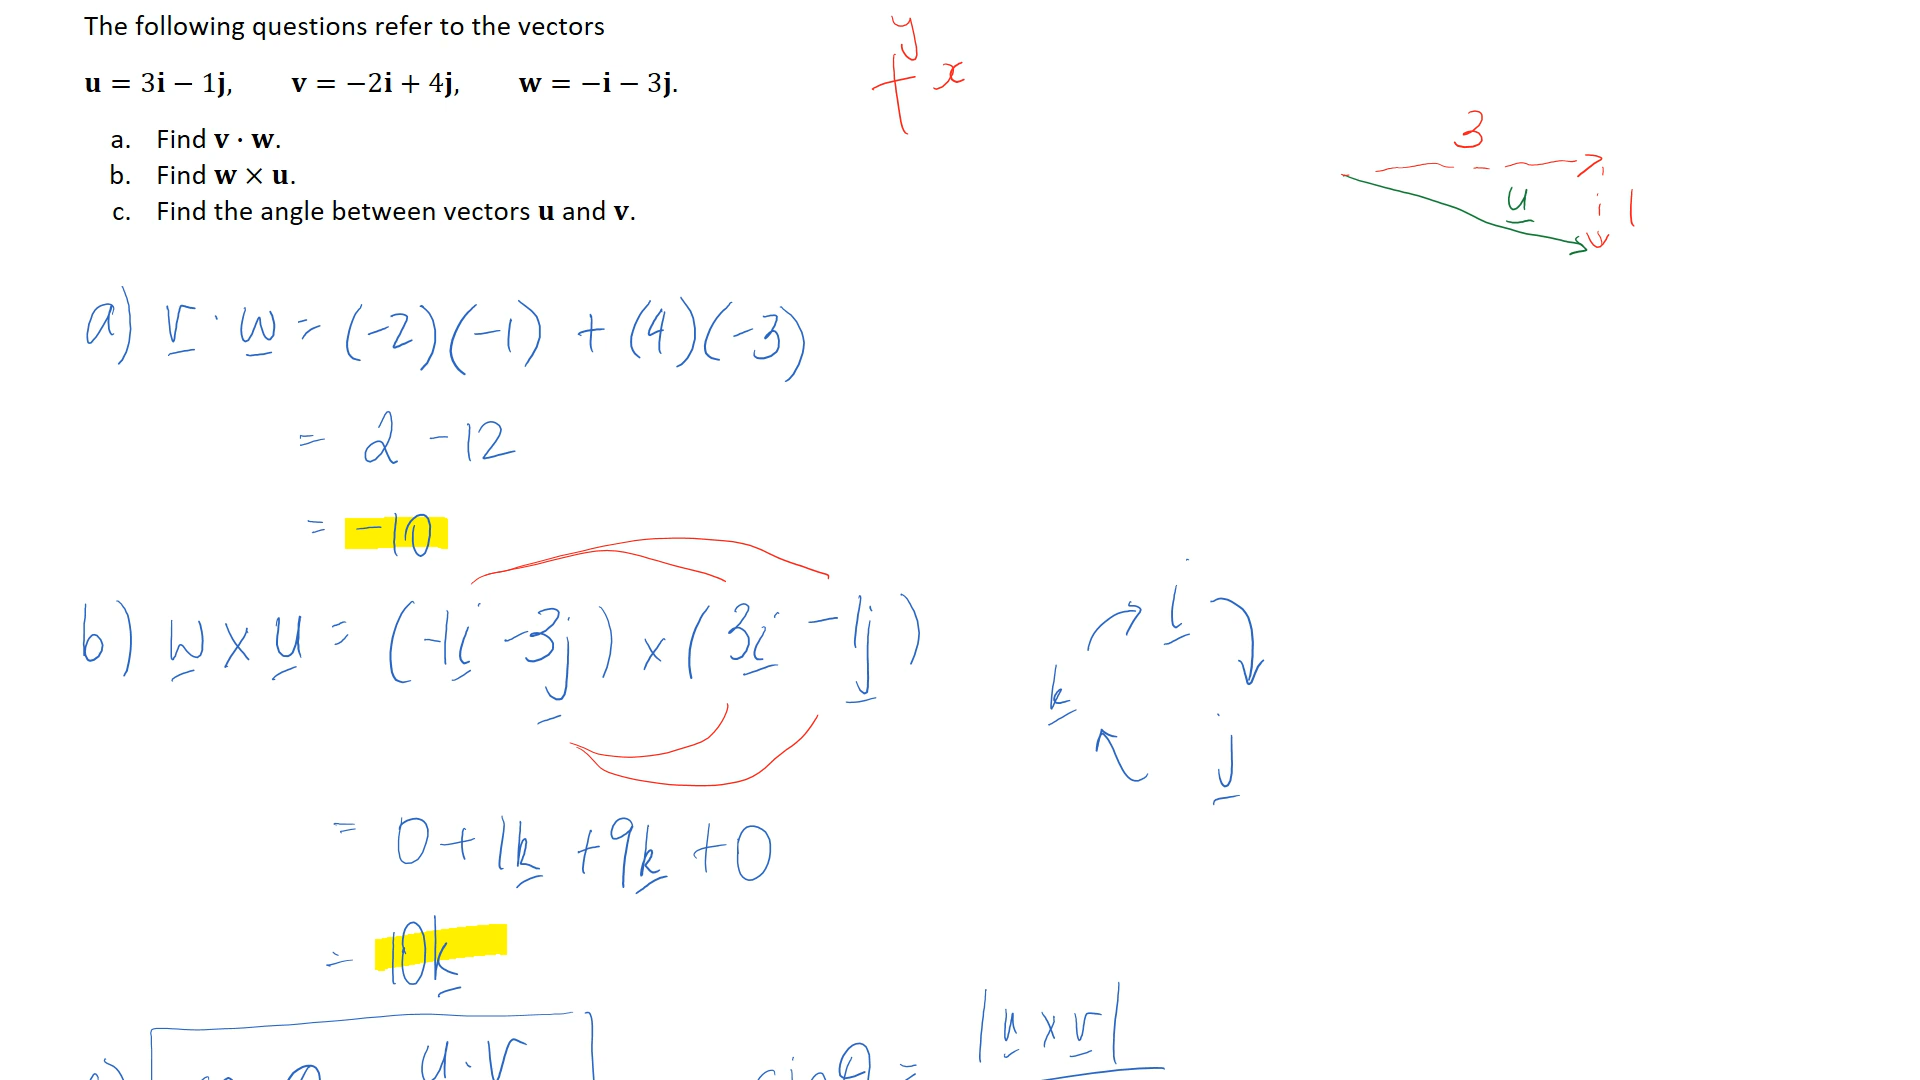 The following questions refer to the vectors
u = 3i − 1j, v = −2i + 4j, w = −i − 3j.
a. Find v · w.
b. Find w × u.
c. Find the angle between vectors u and v.
y
x
3
u
1
a) v · w = (-2)(-1) + (4)(-3)
= 2 - 12
= -10
b) w × u = (-1i - 3j) × (3i - 1j)
i
k
j
= 0 + 1k + 9k + 0
= 10k
|u × v|
u · v
sin θ =